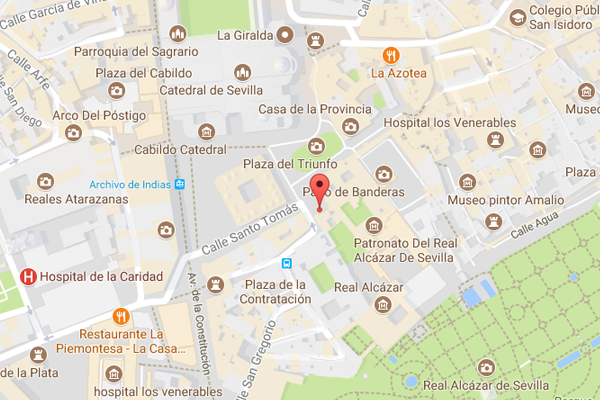 Calle García de Vin
La Giralda
Colegio Públ
San Isidoro
Parroquia del Sagrario
Calle Arfe
Plaza del Cabildo
La Azotea
Catedral de Sevilla
Calle San Diego
Arco Del Póstigo
Casa de la Provincia
Museo
Hospital los Venerables
Cabildo Catedral
Plaza del Triunfo
Plaza
Archivo de Indias
Patio de Banderas
Reales Atarazanas
Museo pintor Amalio
Calle Santo Tomás
Calle Agua
Patronato Del Real
Alcázar De Sevilla
H
Hospital de la Caridad
Av. de la Constitución
Plaza de la
Contratación
Real Alcázar
Restaurante La
Piemontesa - La Casa...
Calle San Gregorio
de la Plata
hospital los venerables
Real Alcázar de Sevilla